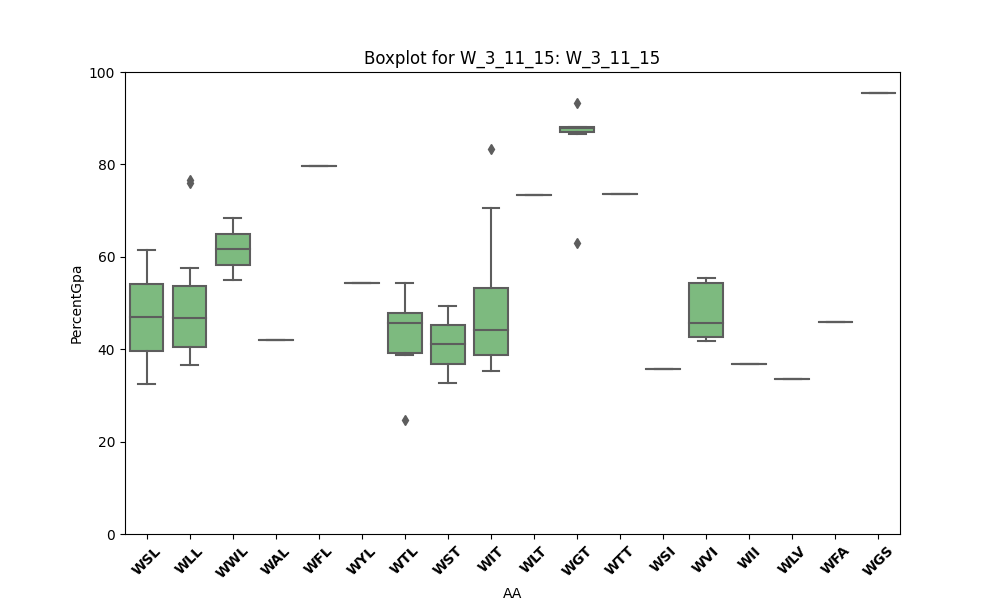 Boxplot for W_3_11_15: W_3_11_15
100
80
60
40
20
0
PercentGpa
WSL WLL WWL WAL WFL WYL WTL WST WIT WLT WGT WTT WSI WVI WII WLV WFA WGS
AA